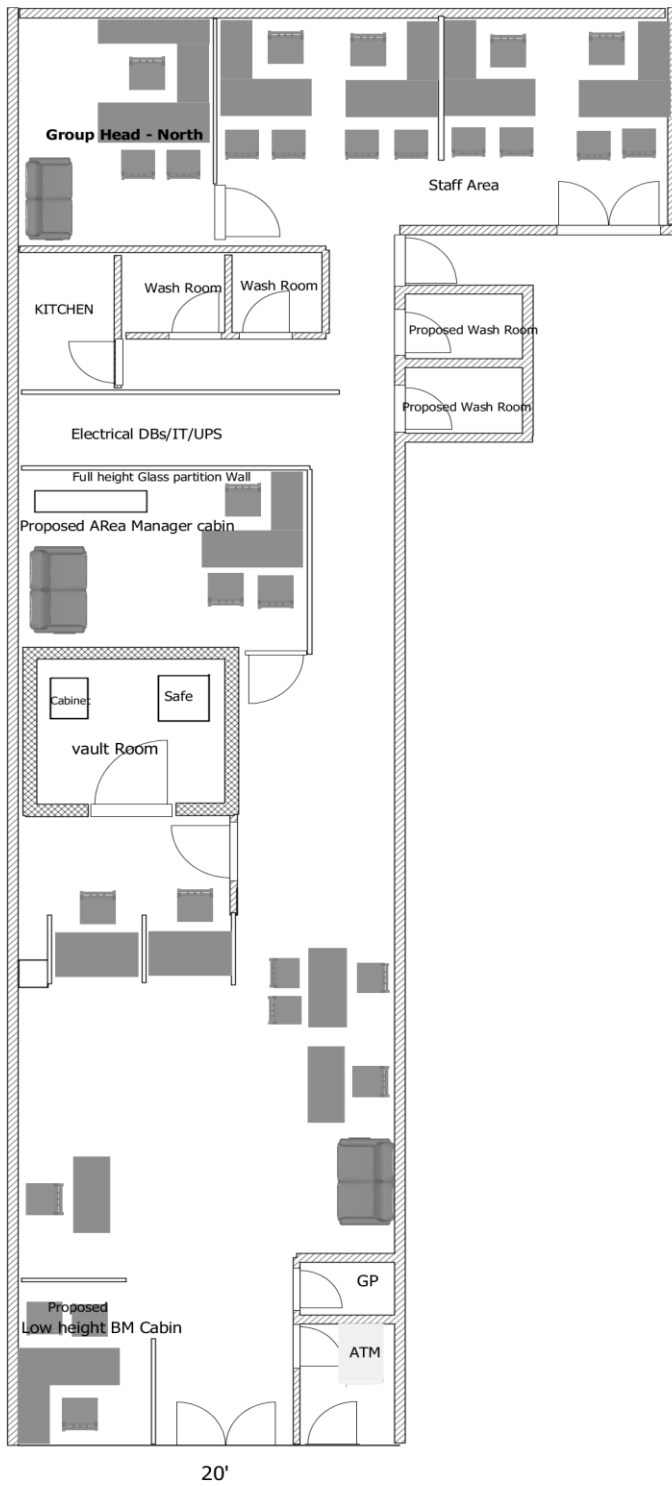 Group Head - North
Staff Area
KITCHEN
Wash Room
Wash Room
Proposed Wash Room
Proposed Wash Room
Electrical DBs/IT/UPS
Full height Glass partition Wall
Proposed ARea Manager cabin
Cabinet
Safe
vault Room
GP
Proposed
Low height BM Cabin
ATM
20'